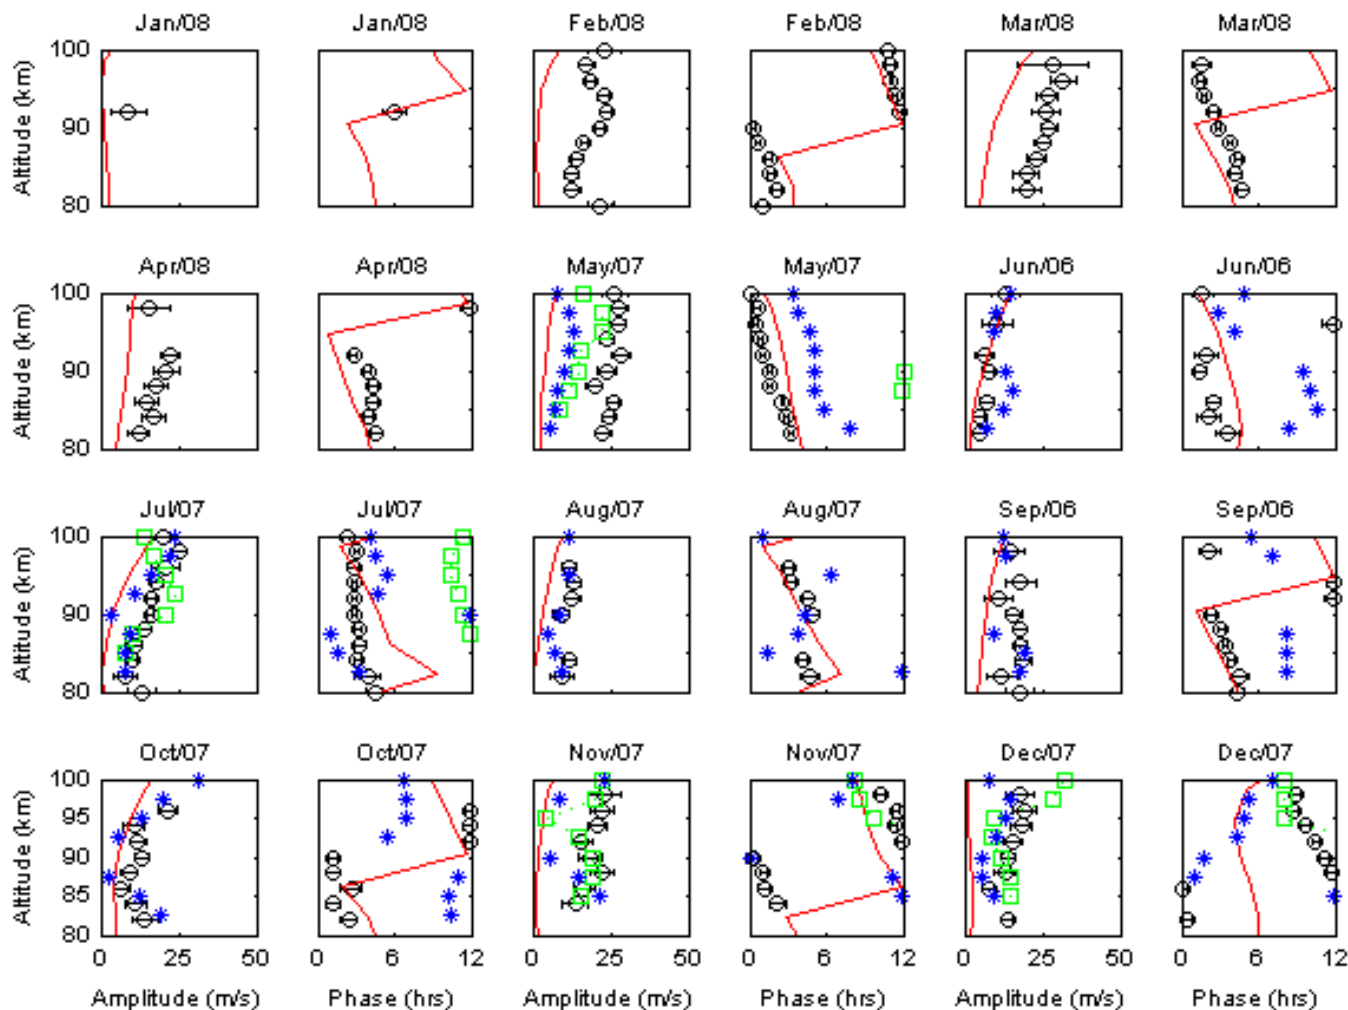 Jan/08 Jan/08 Feb/08 Feb/08 Mar/08 Mar/08
100
90
80
Altitude (km)
Apr/08 Apr/08 May/07 May/07 Jun/06 Jun/06
100
90
80
Altitude (km)
Jul/07 Jul/07 Aug/07 Aug/07 Sep/06 Sep/06
100
90
80
Altitude (km)
Oct/07 Oct/07 Nov/07 Nov/07 Dec/07 Dec/07
100
95
90
85
80
Altitude (km)
0 25 50 0 6 12 0 25 50 0 6 12 0 25 50 0 6 12
Amplitude (m/s) Phase (hrs) Amplitude (m/s) Phase (hrs) Amplitude (m/s) Phase (hrs)